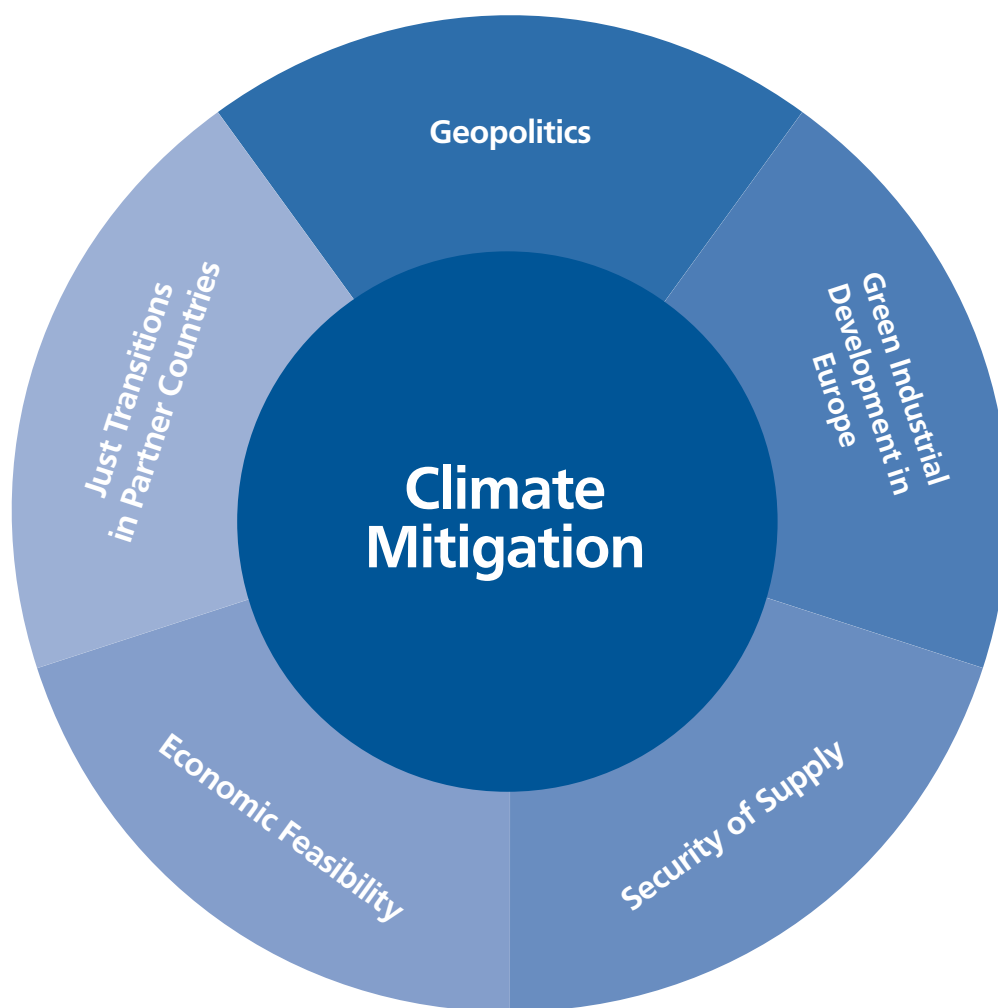 Geopolitics
Green Industrial
Development in
Europe
Security of Supply
Economic Feasibility
Just Transitions
in Partner Countries
Climate
Mitigation